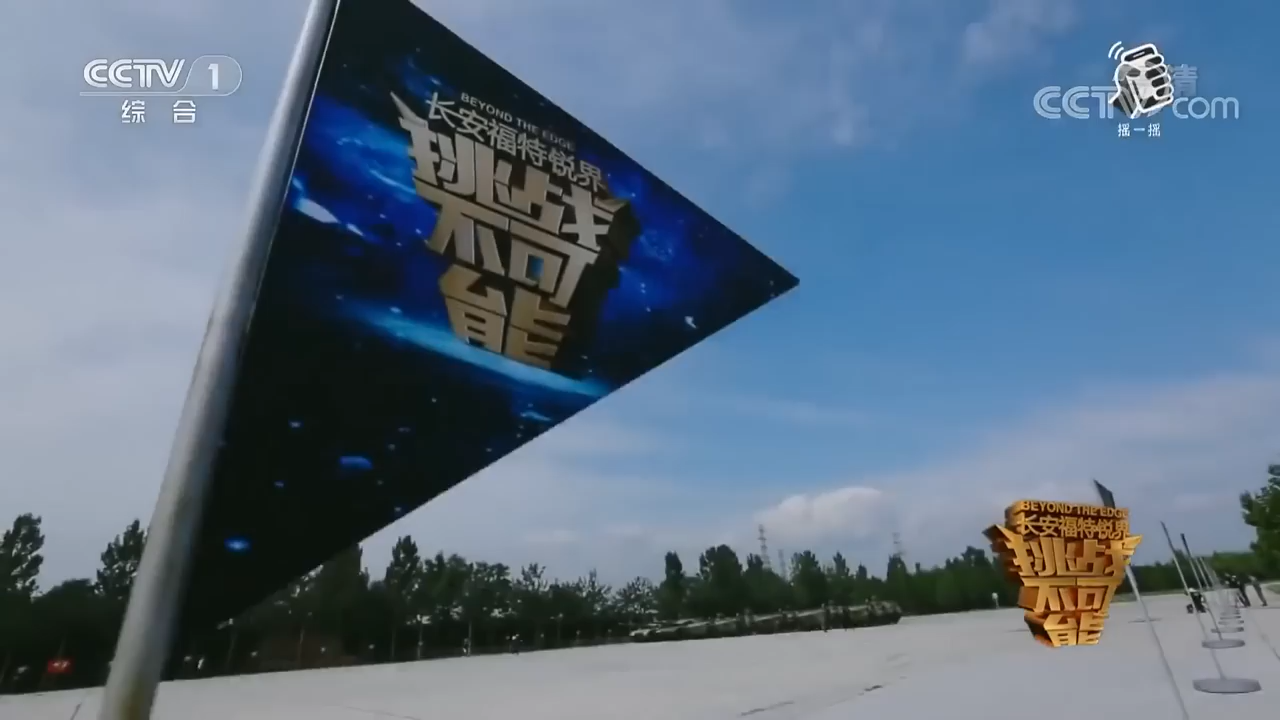 CCTV 1
综合
CCTV com
清
摇一摇
BEYOND THE EDGE
长安福特锐界
挑战
不可
能
BEYOND THE EDGE
长安福特锐界
挑战
不可
能